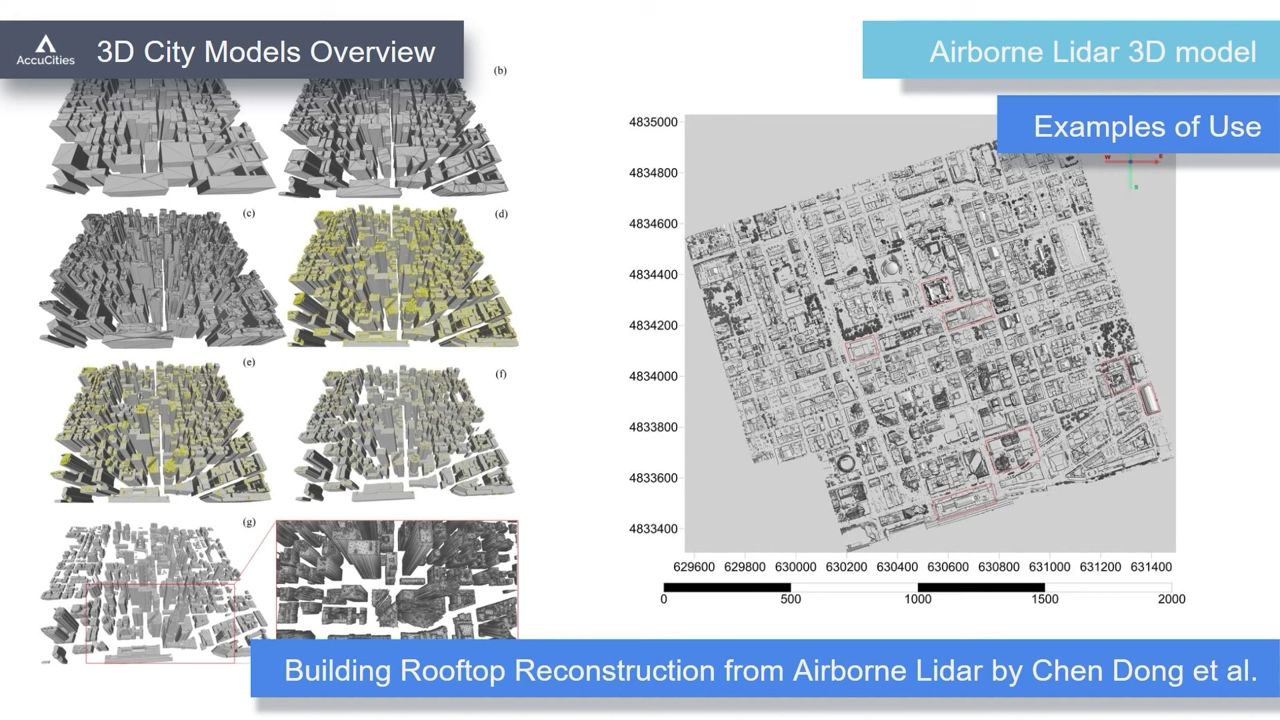 AccuCities
3D City Models Overview
Airborne Lidar 3D model
Examples of Use
(b)
(c)
(d)
(e)
(f)
(g)
4835000
4834800
4834600
4834400
4834200
4834000
4833800
4833600
4833400
W
E
S
629600 629800 630000 630200 630400 630600 630800 631000 631200 631400
0 500 1000 1500 2000
Building Rooftop Reconstruction from Airborne Lidar by Chen Dong et al.